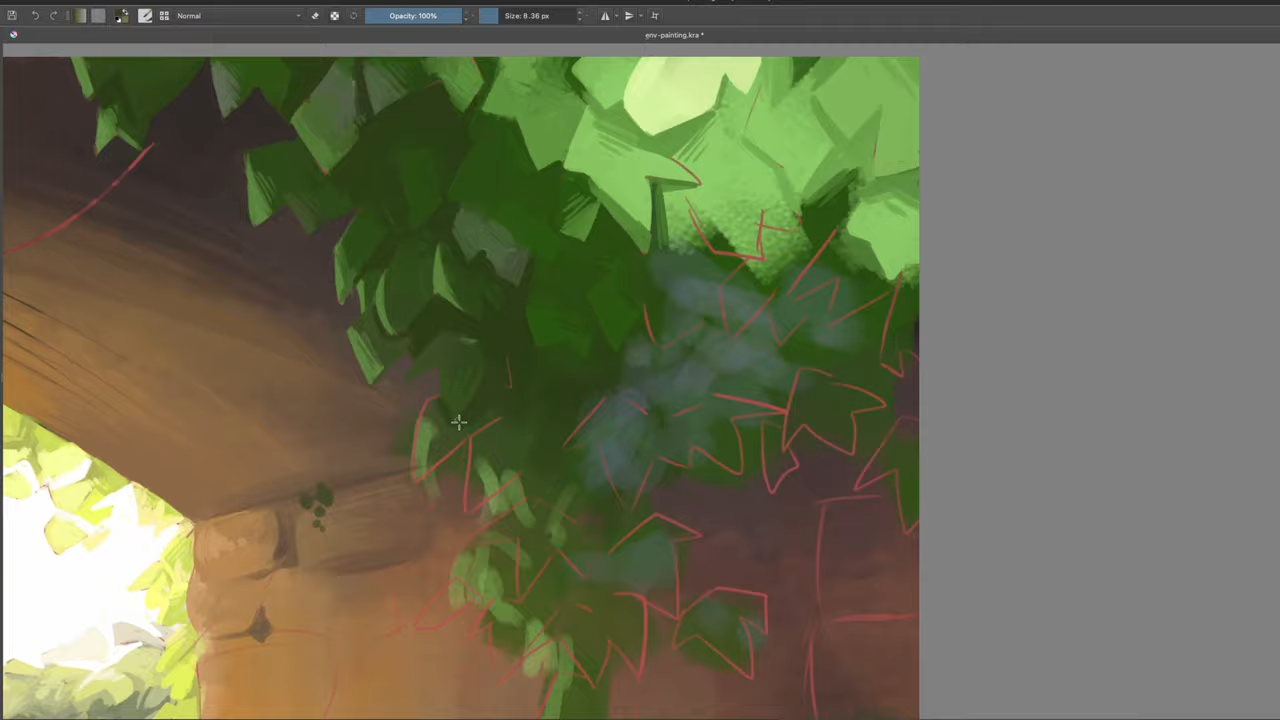 Normal
Opacity: 100%
Size: 8.36 px
env-painting.kra *